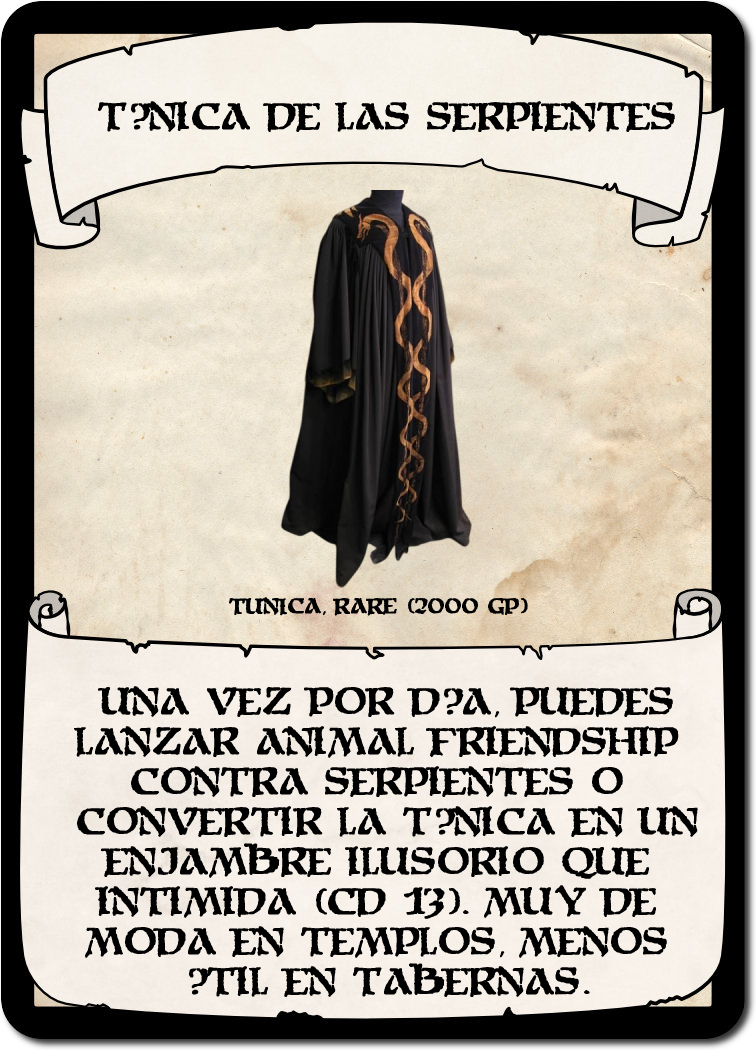 T?NICA DE LAS SERPIENTES
TUNICA, RARE (2000 GP)
UNA VEZ POR D?A, PUEDES
LANZAR ANIMAL FRIENDSHIP
CONTRA SERPIENTES O
CONVERTIR LA T?NICA EN UN
ENJAMBRE ILUSORIO QUE
INTIMIDA (CD 13). MUY DE
MODA EN TEMPLOS, MENOS
?TIL EN TABERNAS.